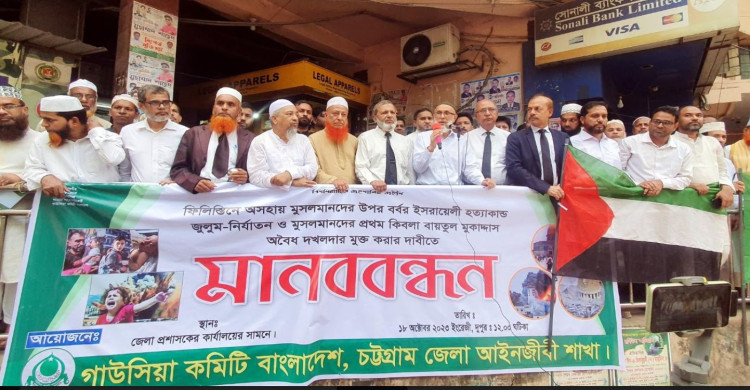 সোনালী ব্যাংক
Sonali Bank Limited
VISA
LEGAL APPARELS
LEGAL APPARELS
ফিলিস্তিনে অসহায় মুসলমানদের উপর বর্বর ইসরায়েলী হত্যাকান্ড
জুলুম-নির্যাতন ও মুসলমানদের প্রথম কিবলা বায়তুল মুকাদ্দাস
অবৈধ দখলদার মুক্ত করার দাবীতে
মানববন্ধন
স্থানঃ
জেলা প্রশাসকের কার্যালয়ের সামনে।
তারিখ :
১৮ অক্টোবর ২০২৩ ইংরেজী, দুপুর : ১২.০০ ঘটিকা
আয়োজনেঃ
গাউসিয়া কমিটি বাংলাদেশ, চট্টগ্রাম জেলা আইনজীবী শাখা।